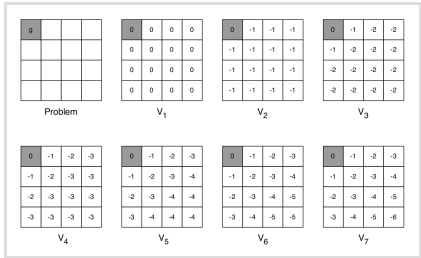 g
Problem
0 0 0 0
0 0 0 0
0 0 0 0
0 0 0 0
V1
0 -1 -1 -1
-1 -1 -1 -1
-1 -1 -1 -1
-1 -1 -1 -1
V2
0 -1 -2 -2
-1 -2 -2 -2
-2 -2 -2 -2
-2 -2 -2 -2
V3
0 -1 -2 -3
-1 -2 -3 -3
-2 -3 -3 -3
-3 -3 -3 -3
V4
0 -1 -2 -3
-1 -2 -3 -4
-2 -3 -4 -4
-3 -4 -4 -4
V5
0 -1 -2 -3
-1 -2 -3 -4
-2 -3 -4 -5
-3 -4 -5 -5
V6
0 -1 -2 -3
-1 -2 -3 -4
-2 -3 -4 -5
-3 -4 -5 -6
V7